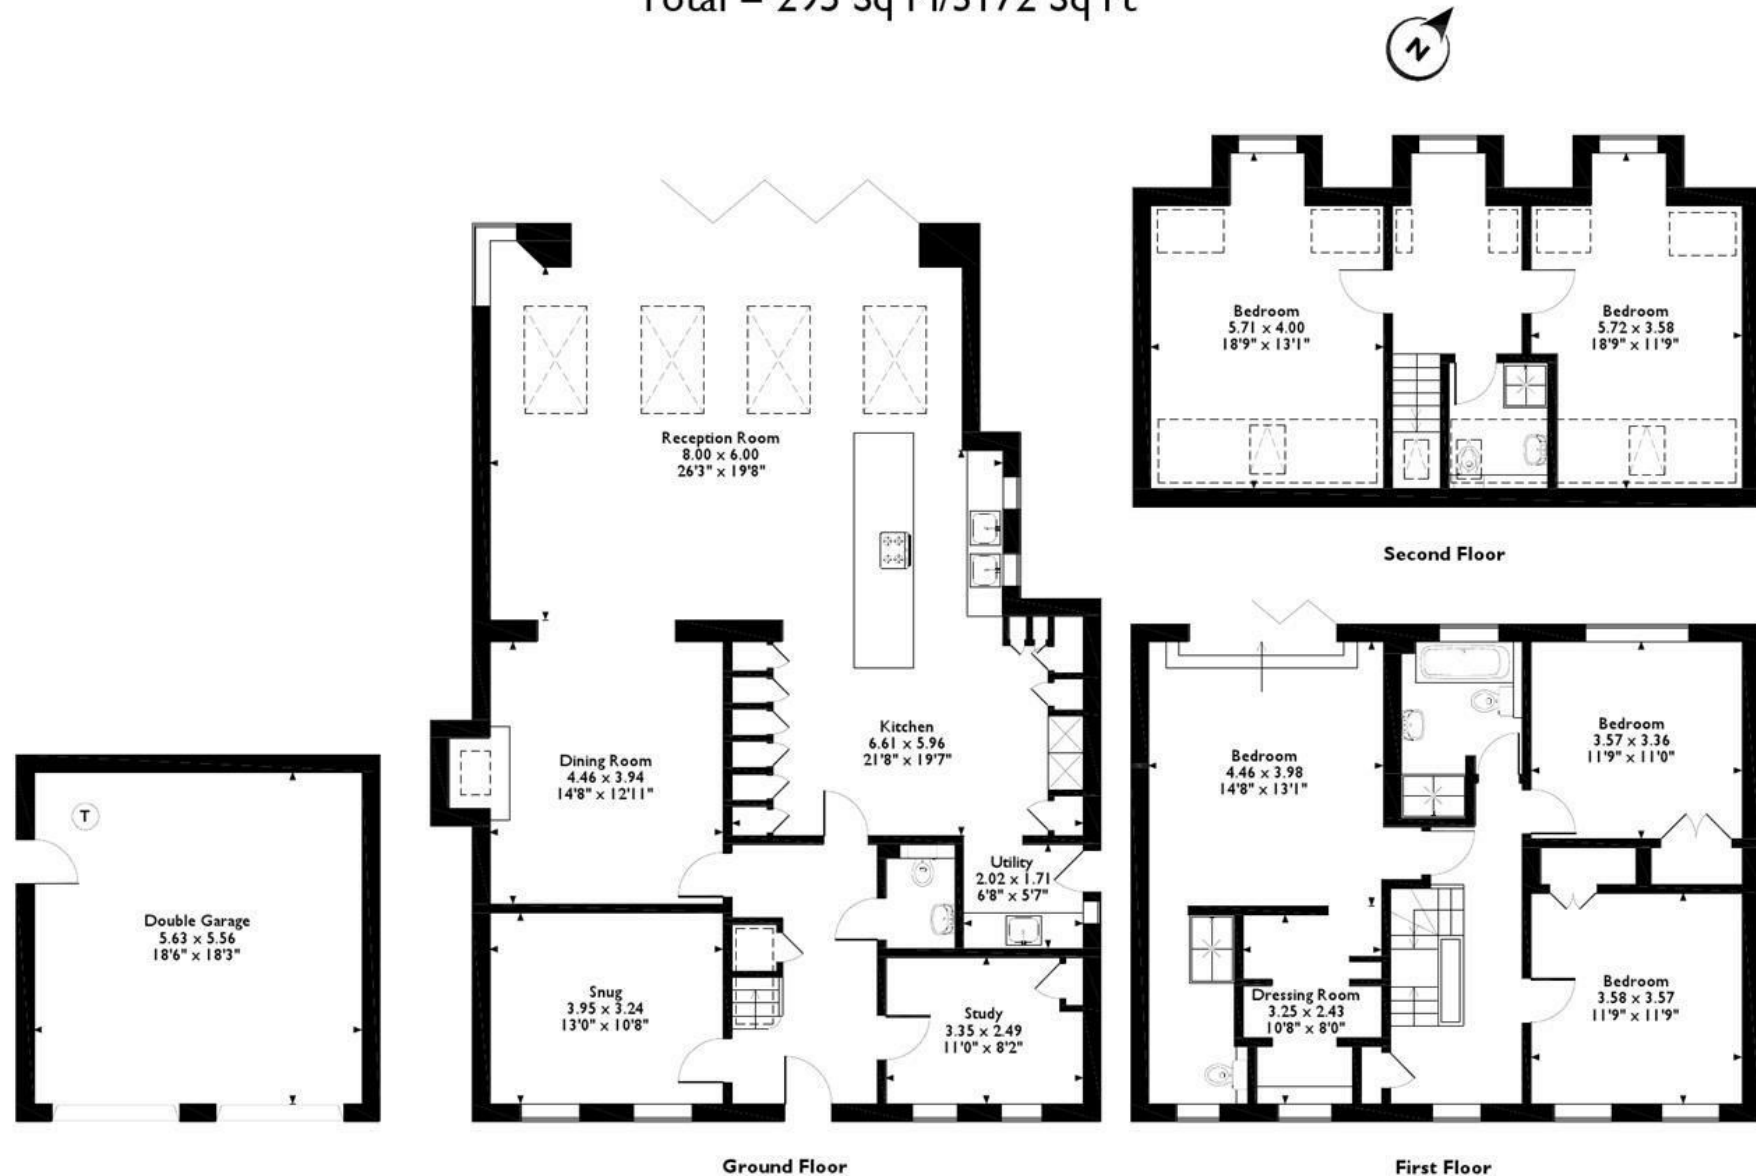 Total = 295 Sq M/3172 Sq Ft
N
Bedroom
5.71 x 4.00
18'9" x 13'1"
Bedroom
5.72 x 3.58
18'9" x 11'9"
Second Floor
Reception Room
8.00 x 6.00
26'3" x 19'8"
Kitchen
6.61 x 5.96
21'8" x 19'7"
Dining Room
4.46 x 3.94
14'8" x 12'11"
Utility
2.02 x 1.71
6'8" x 5'7"
Snug
3.95 x 3.24
13'0" x 10'8"
Study
3.35 x 2.49
11'0" x 8'2"
Ground Floor
T
Double Garage
5.63 x 5.56
18'6" x 18'3"
Bedroom
4.46 x 3.98
14'8" x 13'1"
Bedroom
3.57 x 3.36
11'9" x 11'0"
Dressing Room
3.25 x 2.43
10'8" x 8'0"
Bedroom
3.58 x 3.57
11'9" x 11'9"
First Floor